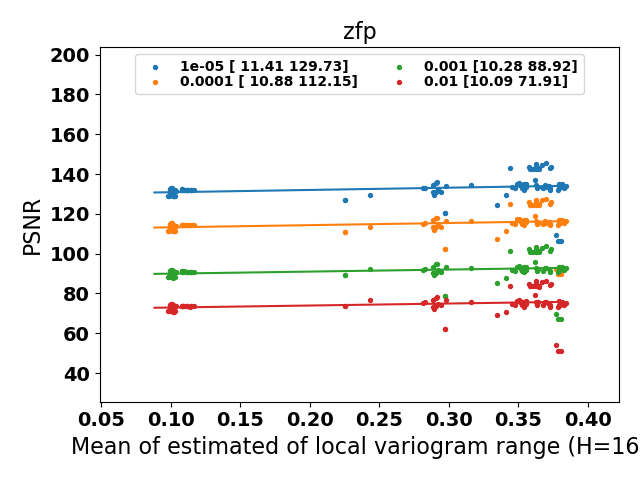 zfp
1e-05 [ 11.41 129.73]
0.0001 [ 10.88 112.15]
0.001 [10.28 88.92]
0.01 [10.09 71.91]
200
180
160
140
120
100
80
60
40
PSNR
0.05 0.10 0.15 0.20 0.25 0.30 0.35 0.40
Mean of estimated of local variogram range (H=16